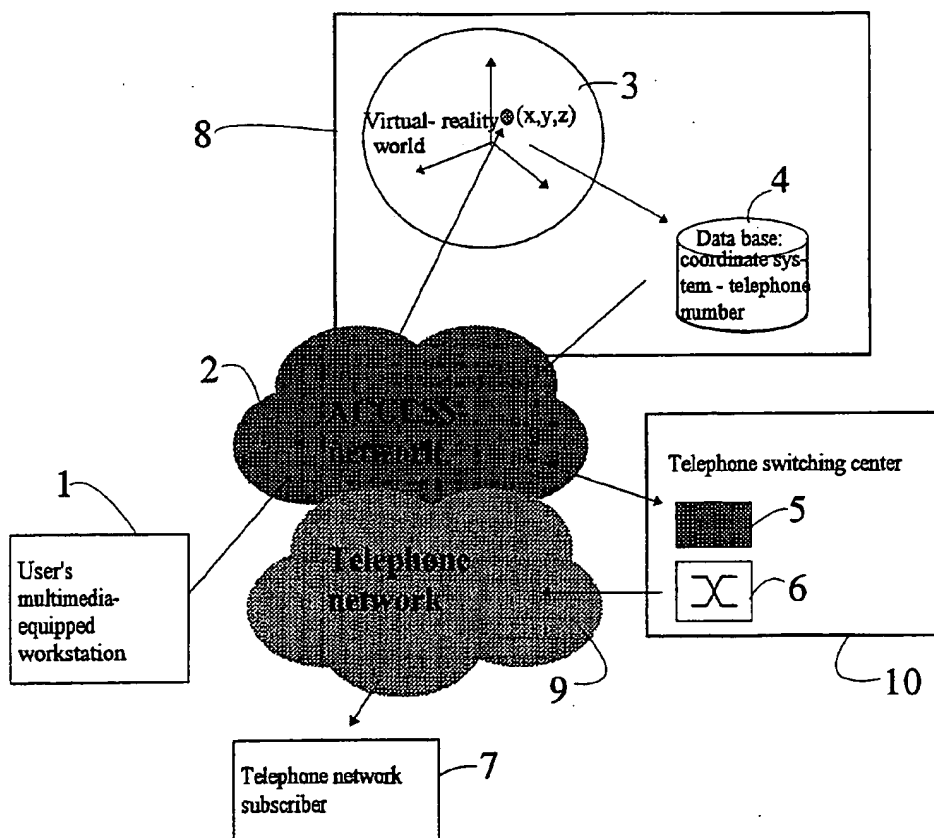 3
Virtual- reality (x,y,z)
world
8
4
Data base:
coordinate sys-
tem - telephone
number
2
ACCESS
network
Telephone switching center
1
5
User's
multimedia-
equipped
workstation
Telephone
network
6
9
10
7
Telephone network
subscriber